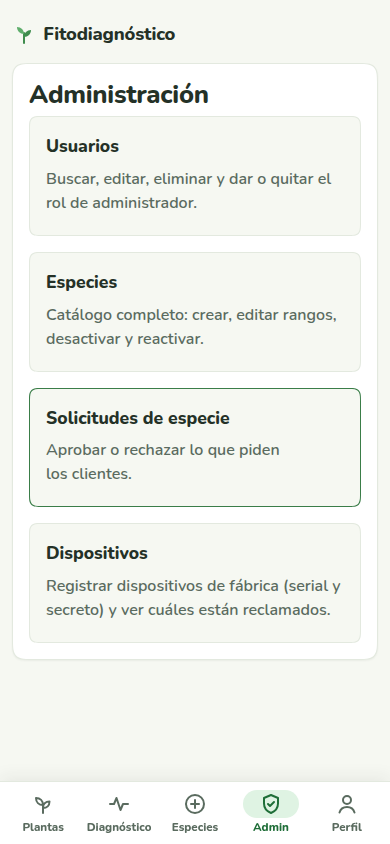 Fitodiagnóstico
Administración
Usuarios
Buscar, editar, eliminar y dar o quitar el
rol de administrador.
Especies
Catálogo completo: crear, editar rangos,
desactivar y reactivar.
Solicitudes de especie
Aprobar o rechazar lo que piden
los clientes.
Dispositivos
Registrar dispositivos de fábrica (serial y
secreto) y ver cuáles están reclamados.
Plantas
Diagnóstico
Especies
Admin
Perfil